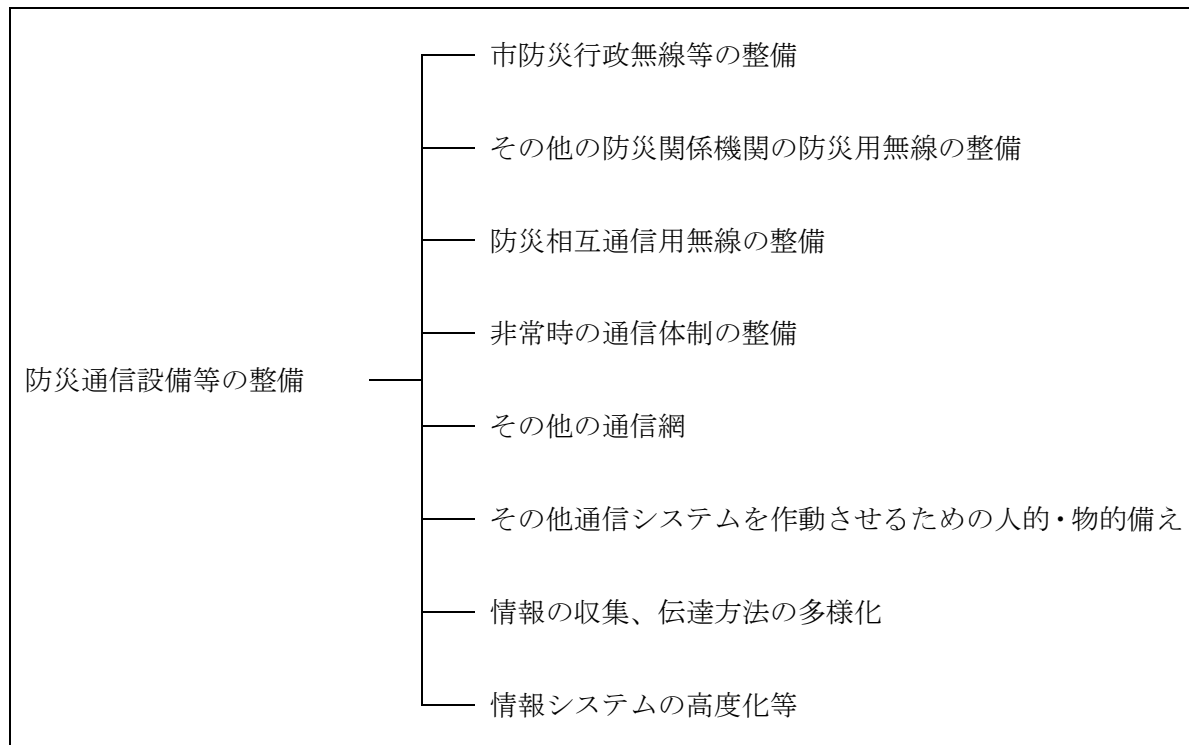 市防災行政無線等の整備
その他の防災関係機関の防災用無線の整備
防災相互通信用無線の整備
非常時の通信体制の整備
防災通信設備等の整備
その他の通信網
その他通信システムを作動させるための人的・物的備え
情報の収集、伝達方法の多様化
情報システムの高度化等